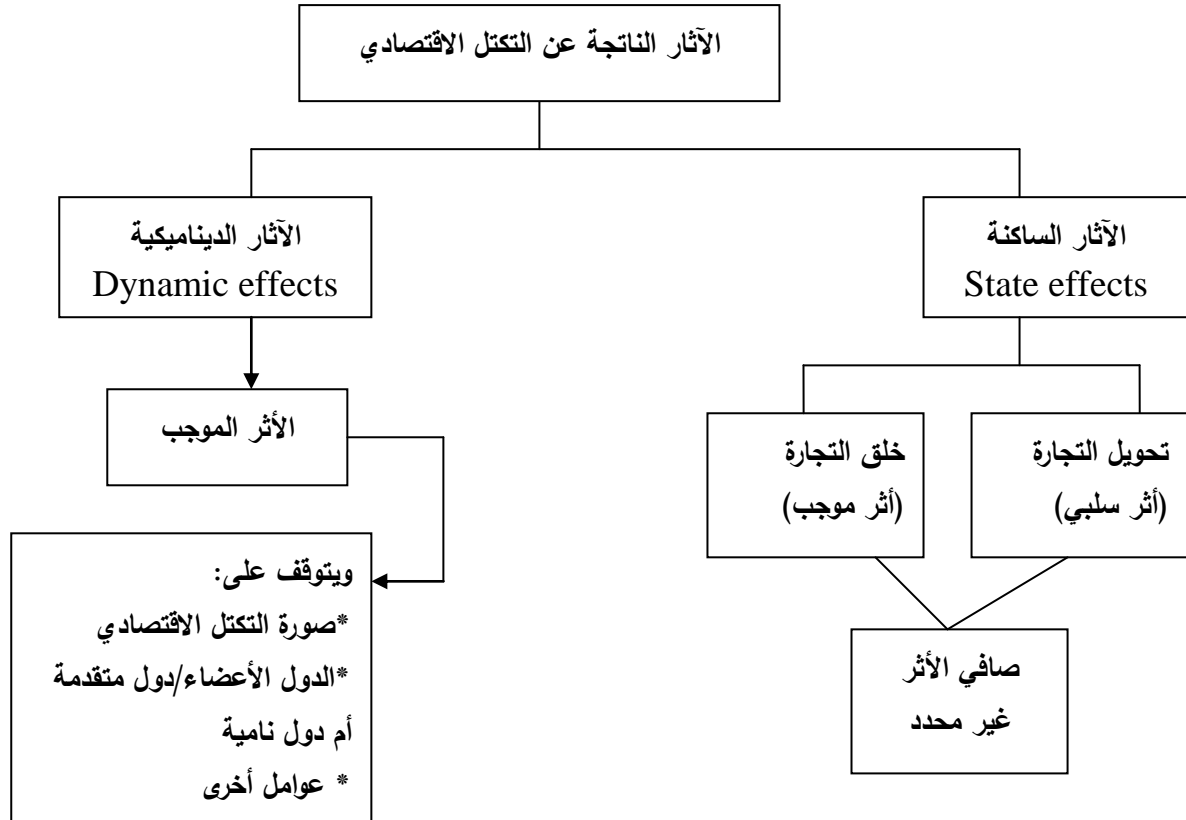 الآثار الناتجة عن التكتل الاقتصادي
الآثار الساكنة
State effects
الآثار الديناميكية
Dynamic effects
تحويل التجارة
(أثر سلبي)
خلق التجارة
(أثر موجب)
صافي الأثر
غير محدد
الأثر الموجب
ويتوقف على:
*صورة التكتل الاقتصادي
*الدول الأعضاء/دول متقدمة
أم دول نامية
* عوامل أخرى